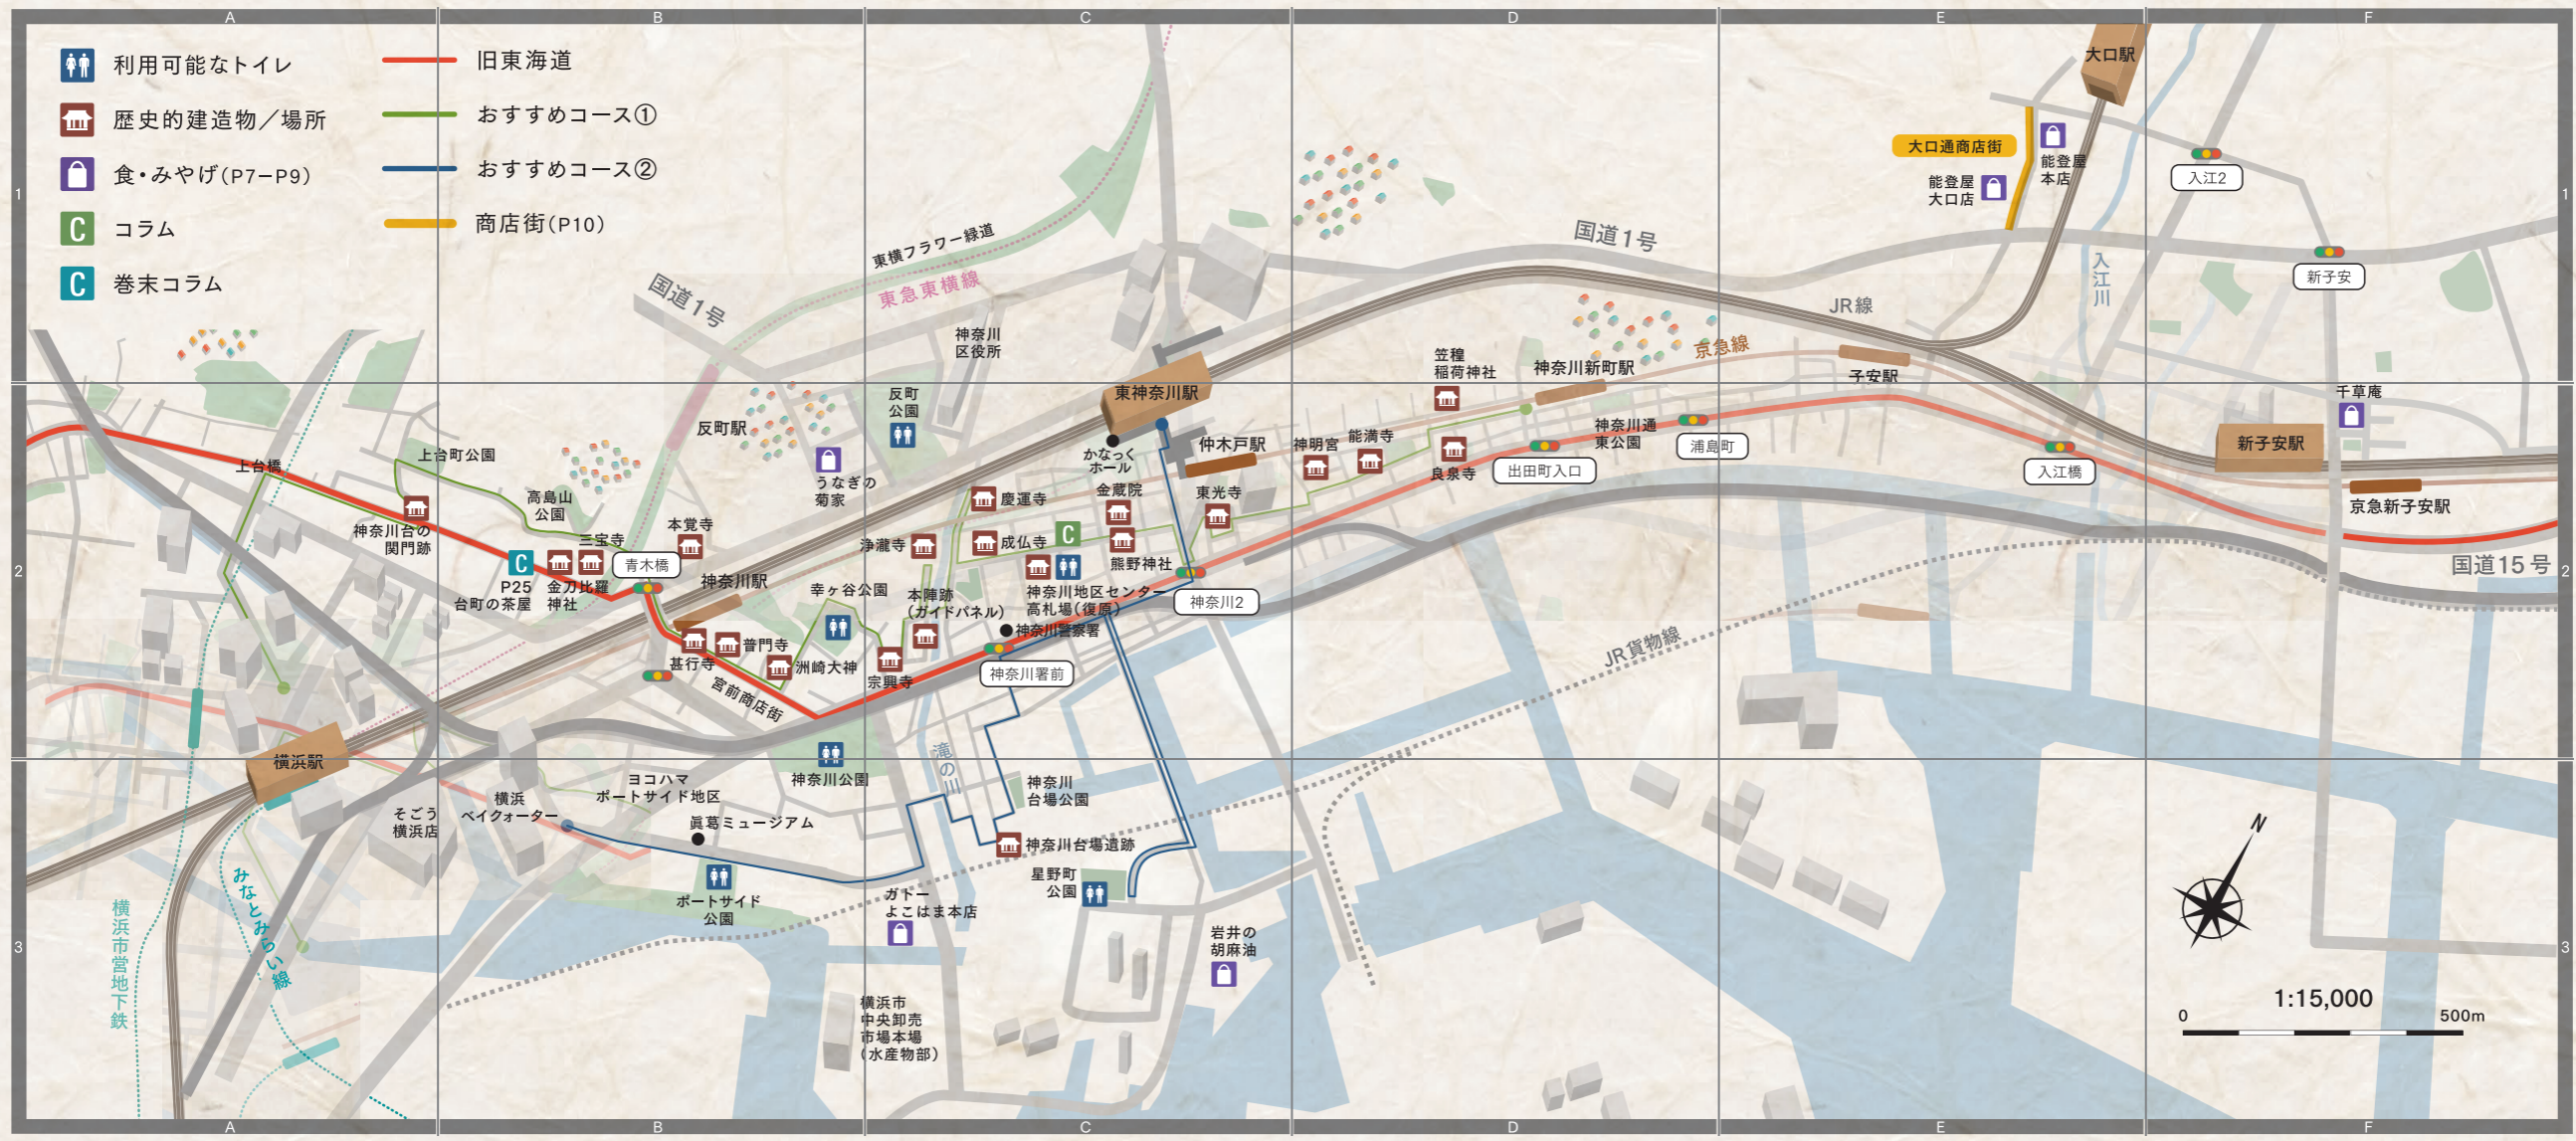 A
B
C
D
E
F
利用可能なトイレ
歴史的建造物／場所
食・みやげ(P7−P9)
C コラム
C 巻末コラム
旧東海道
おすすめコース①
おすすめコース②
商店街(P10)
1
1
大口駅
大口通商店街
能登屋
本店
能登屋
大口店
入江2
新子安
入江川
国道1号
国道1号
東横フラワー緑道
東急東横線
神奈川
区役所
JR線
京急線
笠䅣
稲荷神社
神奈川新町駅
子安駅
2
2
上台橋
上台町公園
高島山
公園
反町駅
反町
公園
うなぎの
菊家
東神奈川駅
かなっく
ホール
仲木戸駅
神明宮
能満寺
良泉寺
出田町入口
神奈川通
東公園
浦島町
入江橋
新子安駅
千草庵
京急新子安駅
国道15号
神奈川台の
関門跡
C
P25
台町の茶屋
三宝寺
金刀比羅
神社
本覚寺
青木橋
神奈川駅
甚行寺
普門寺
洲崎大神
宮前商店街
幸ヶ谷公園
浄瀧寺
慶運寺
成仏寺
C
金蔵院
熊野神社
東光寺
神奈川地区センター
高札場(復原)
神奈川2
本陣跡
(ガイドパネル)
宗興寺
神奈川警察署
神奈川署前
JR貨物線
横浜駅
神奈川公園
滝の川
3
3
そごう
横浜店
横浜
ベイクォーター
ヨコハマ
ポートサイド地区
眞葛ミュージアム
ポートサイド
公園
神奈川
台場公園
神奈川台場遺跡
星野町
公園
ガトー
よこはま本店
岩井の
胡麻油
横浜市
中央卸売
市場本場
(水産物部)
横浜市営地下鉄
みなとみらい線
N
1:15,000
0
500m
A
B
C
D
E
F